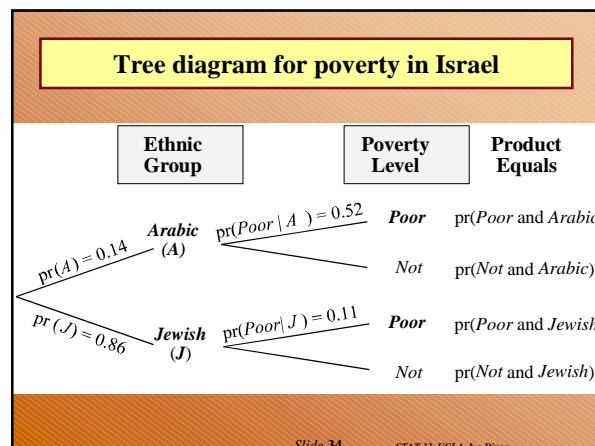 Tree diagram for poverty in Israel
Ethnic Group
Poverty Level
Product Equals
pr(A) = 0.14
Arabic (A)
pr(Poor | A ) = 0.52
Poor
pr(Poor and Arabic
Not
pr(Not and Arabic)
pr (J) = 0.86
Jewish (J)
pr(Poor| J ) = 0.11
Poor
pr(Poor and Jewish
Not
pr(Not and Jewish)
Slide 34